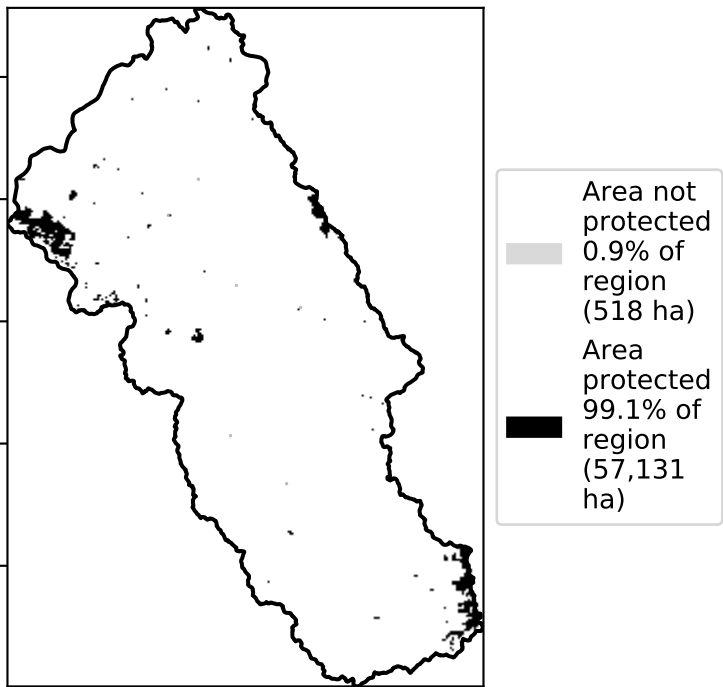 Area not
protected
0.9% of
region
(518 ha)
Area
protected
99.1% of
region
(57,131
ha)